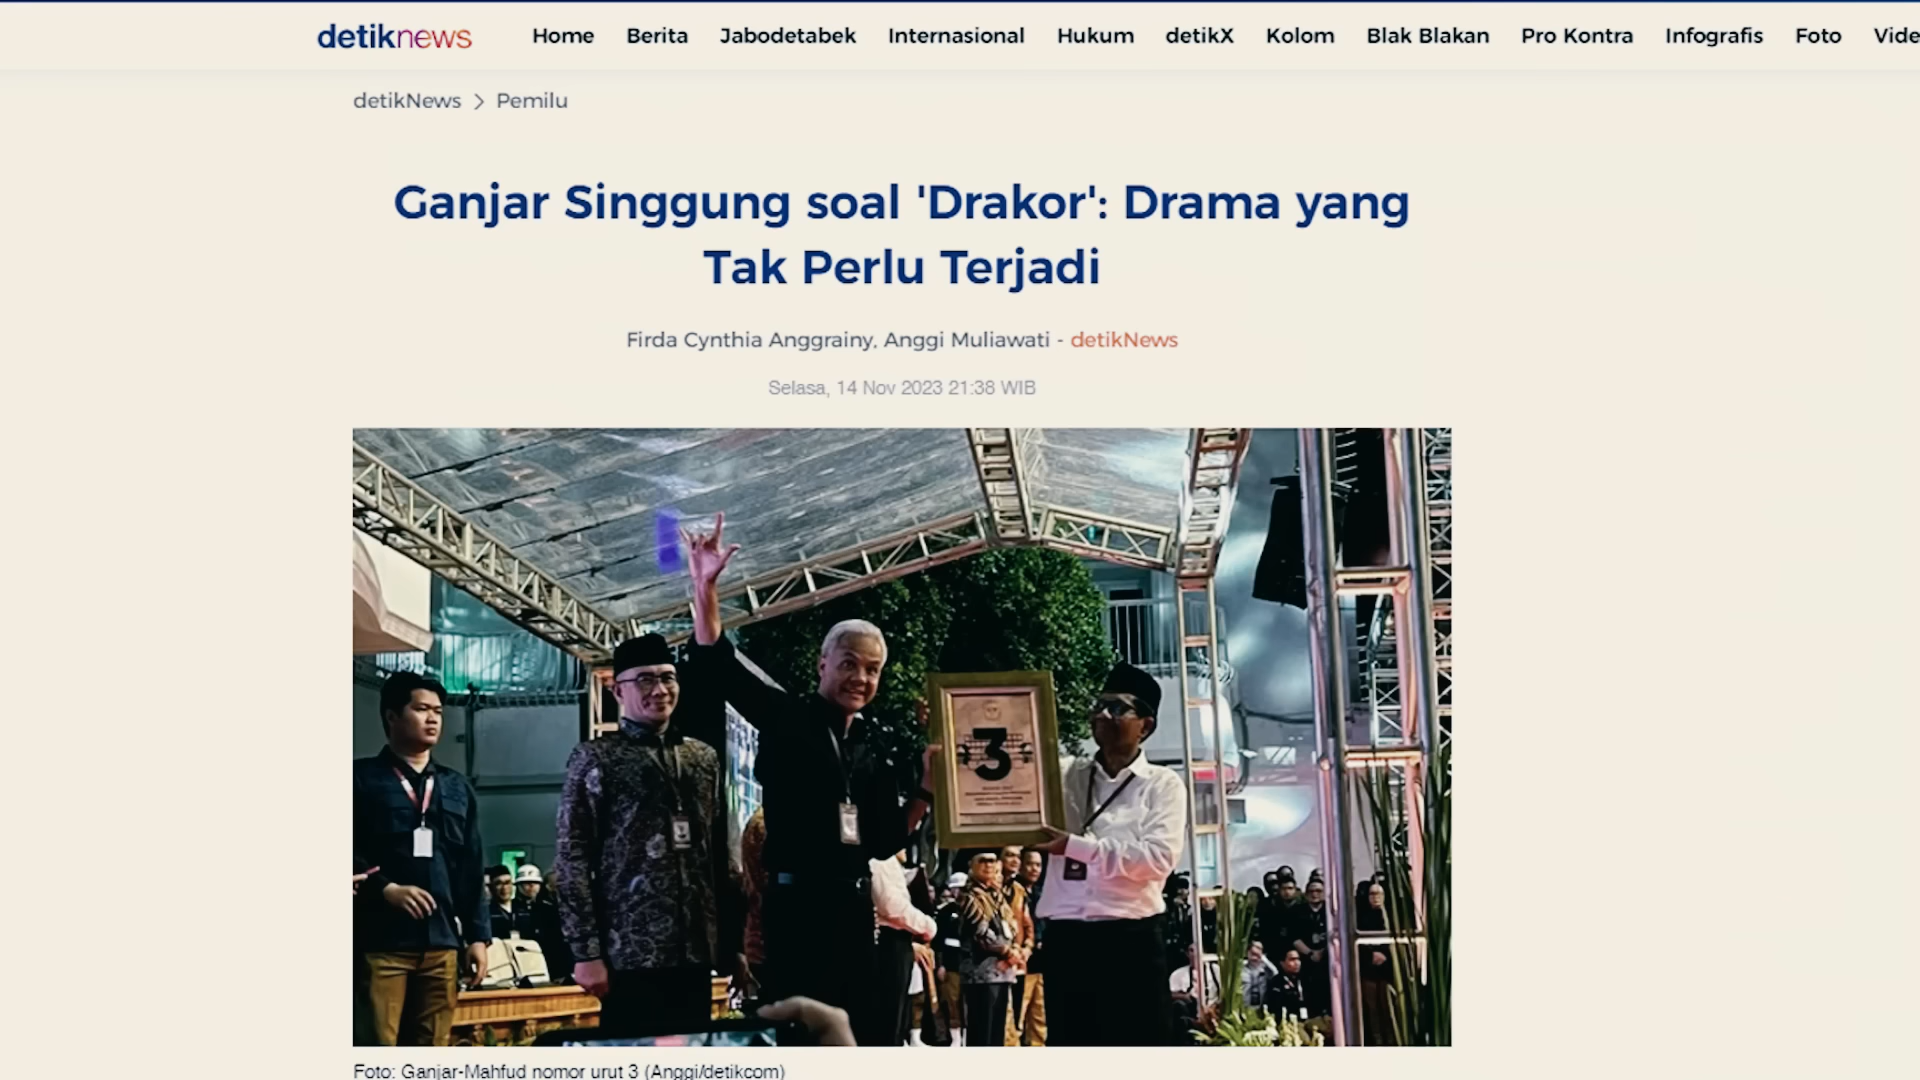 detiknews Home Berita Jabodetabek Internasional Hukum detikX Kolom Blak Blakan Pro Kontra Infografis Foto Vide
detikNews > Pemilu
Ganjar Singgung soal 'Drakor': Drama yang
Tak Perlu Terjadi
Firda Cynthia Anggrainy, Anggi Muliawati - detikNews
Selasa, 14 Nov 2023 21:38 WIB
3
Foto: Ganjar-Mahfud nomor urut 3 (Anggi/detikcom)